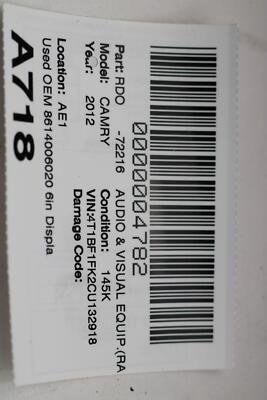 0000004782
Part: RDO -72216 AUDIO & VISUAL EQUIP.(RA
Model: CAMRY Condition: 145K
Year: 2012 VIN:4T1BF1FK2CU132918
Damage Code:
Location: AE1
Used OEM 8614006020 6in Displa
A718